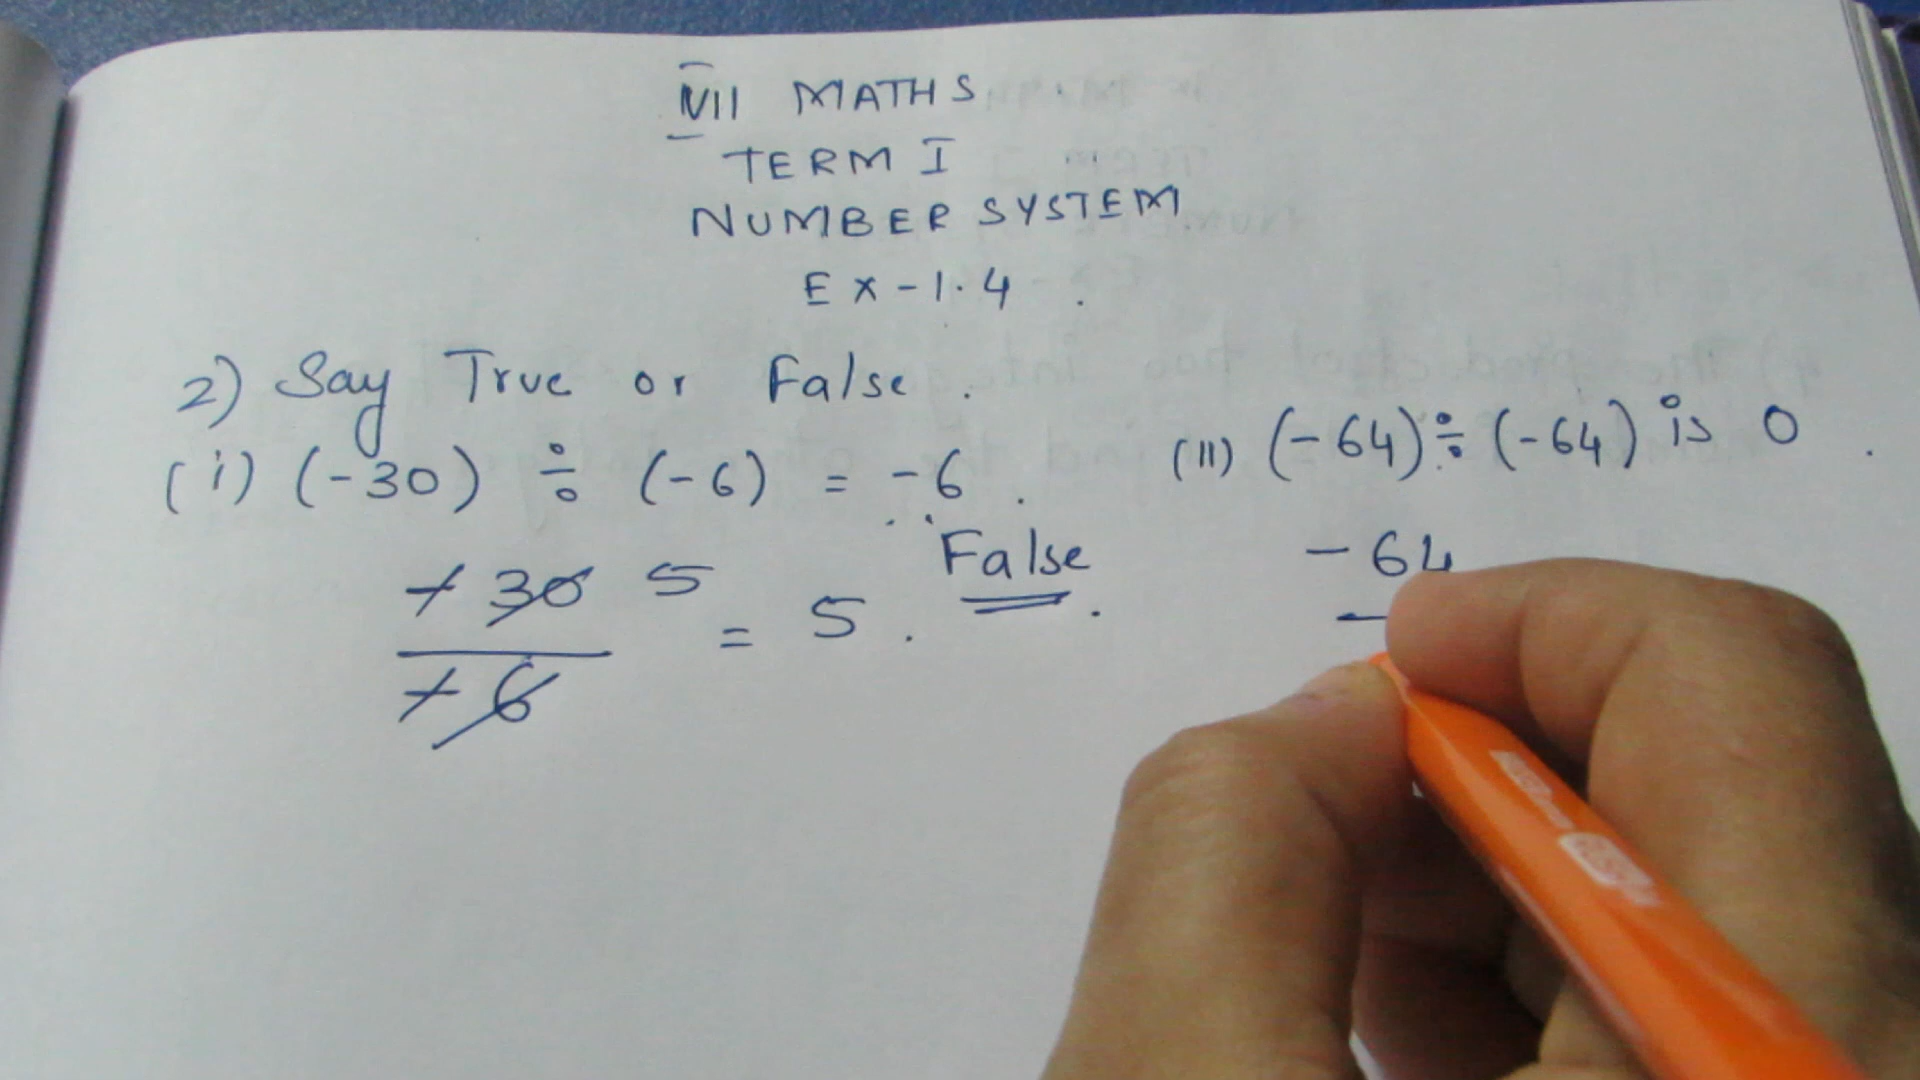 VII MATHS
TERM I
NUMBER SYSTEM
Ex-1.4.
2) Say True or False.
(i) (-30) ÷ (-6) = -6.
(ii) (-64) ÷ (-64) is 0.
False.
-30 5
-6
= 5.
-64